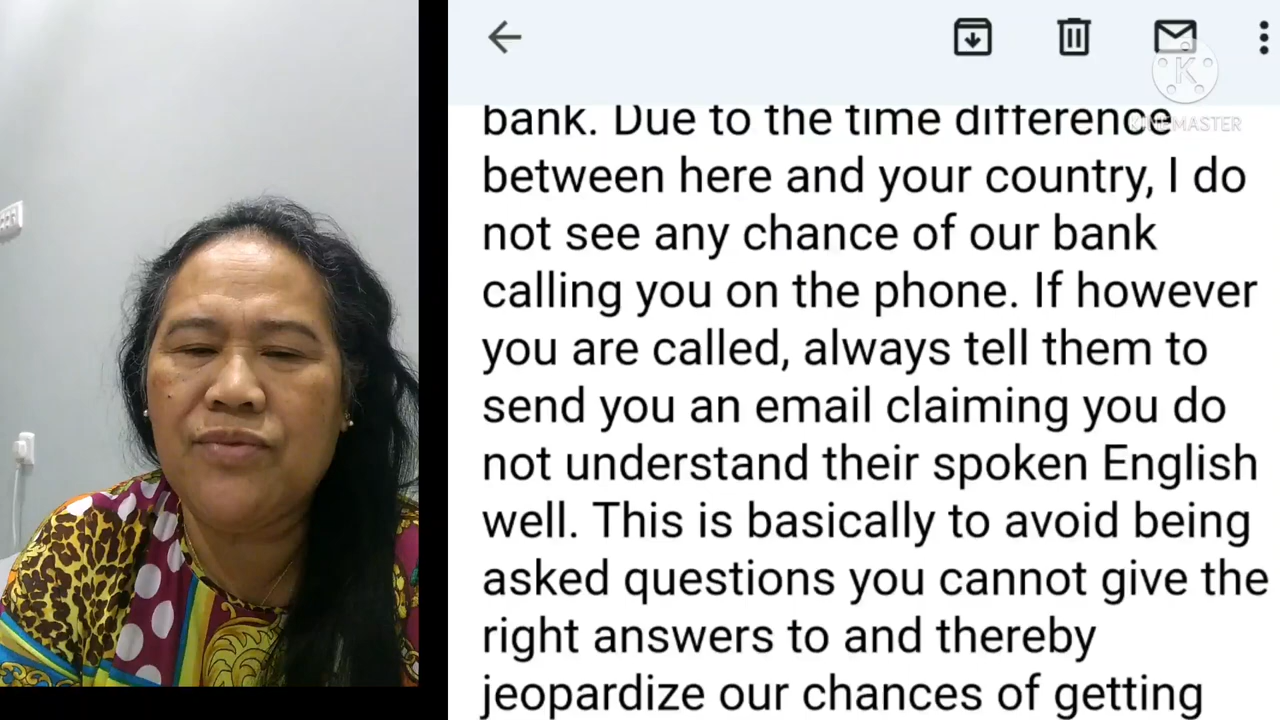 bank. Due to the time difference
between here and your country, I do
not see any chance of our bank
calling you on the phone. If however
you are called, always tell them to
send you an email claiming you do
not understand their spoken English
well. This is basically to avoid being
asked questions you cannot give the
right answers to and thereby
jeopardize our chances of getting
K
KINEMASTER